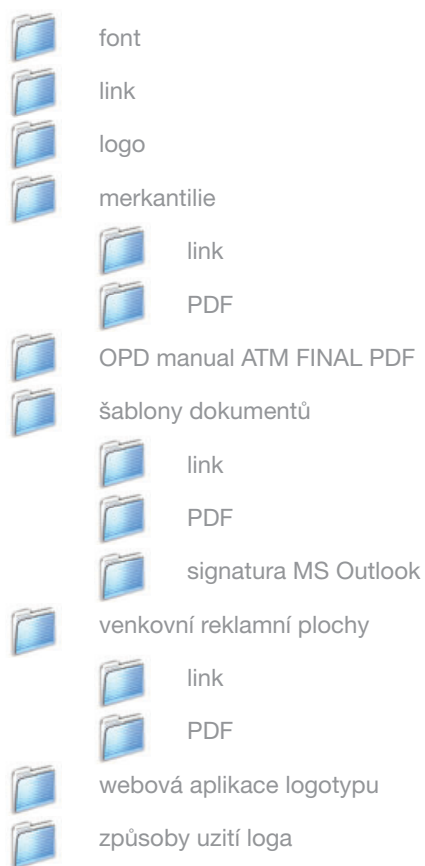 font
link
logo
merkantilie
link
PDF
OPD manual ATM FINAL PDF
šablony dokumentů
link
PDF
signatura MS Outlook
venkovní reklamní plochy
link
PDF
webová aplikace logotypu
způsoby uzití loga